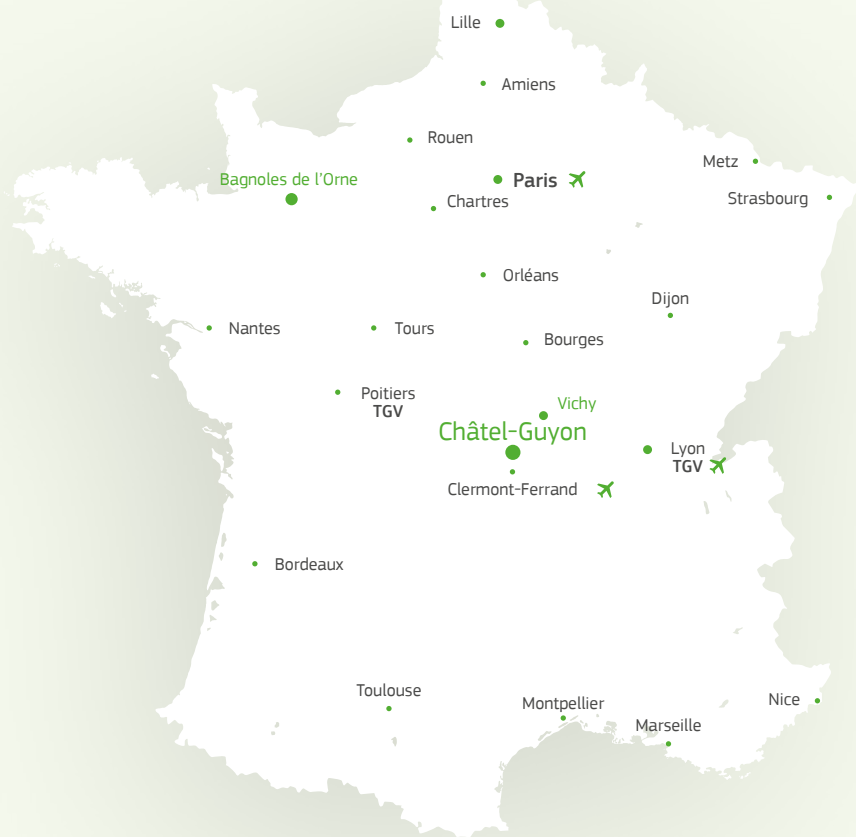 Lille
Amiens
Rouen
Metz
Bagnoles de l'Orne
Paris
Strasbourg
Chartres
Orléans
Dijon
Nantes
Tours
Bourges
Poitiers
TGV
Vichy
Châtel-Guyon
Lyon
TGV
Clermont-Ferrand
Bordeaux
Toulouse
Montpellier
Nice
Marseille